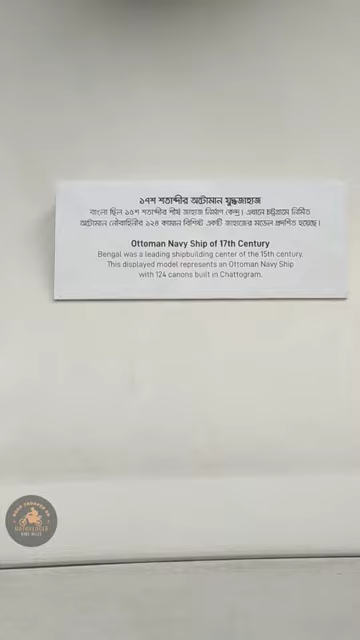 ১৭শ শতাব্দীর অটোমান যুদ্ধজাহাজ
বাংলা ছিল ১৫শ শতাব্দীর শীর্ষ জাহাজ নির্মাণ কেন্দ্র। এখানে চট্টগ্রামে নির্মিত
অটোমান নৌবাহিনীর ১২৪ কামান বিশিষ্ট একটি জাহাজের মডেল প্রদর্শিত হয়েছে।
Ottoman Navy Ship of 17th Century
Bengal was a leading shipbuilding center of the 15th century.
This displayed model represents an Ottoman Navy Ship
with 124 canons built in Chattogram.